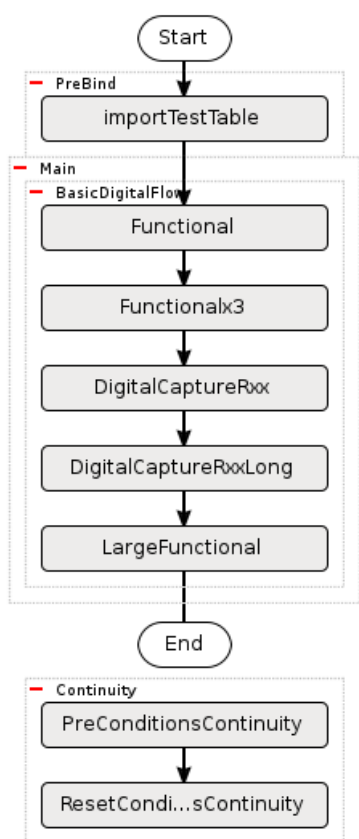 Start
PreBind
importTestTable
Main
BasicDigitalFlow
Functional
Functionalx3
DigitalCaptureRxx
DigitalCaptureRxxLong
LargeFunctional
End
Continuity
PreConditionsContinuity
ResetCondi...sContinuity